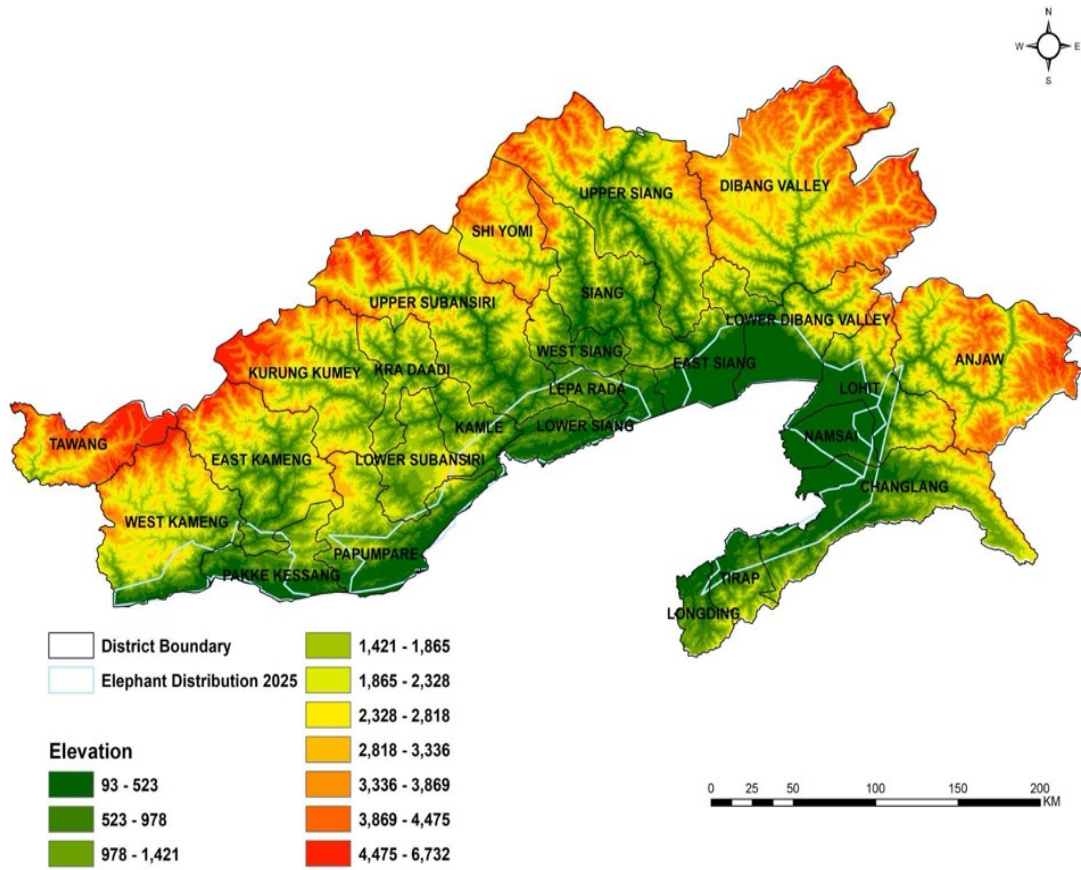 N
W E
S
DIBANG VALLEY
UPPER SIANG
SHI YOMI
SIANG
UPPER SUBANSIRI
LOWER DIBANG VALLEY
WEST SIANG
EAST SIANG
ANJAW
KURUNG KUMEY
KRA DAADI
LEPA RADA
LOHIT
KAMLE
LOWER SIANG
NAMSAI
TAWANG
EAST KAMENG
LOWER SUBANSIRI
CHANGLANG
WEST KAMENG
PAPUMPARE
PAKKE KESSANG
TIRAP
LONGDING
District Boundary
Elephant Distribution 2025
Elevation
93 - 523
523 - 978
978 - 1,421
1,421 - 1,865
1,865 - 2,328
2,328 - 2,818
2,818 - 3,336
3,336 - 3,869
3,869 - 4,475
4,475 - 6,732
0 50 100 150 200
KM